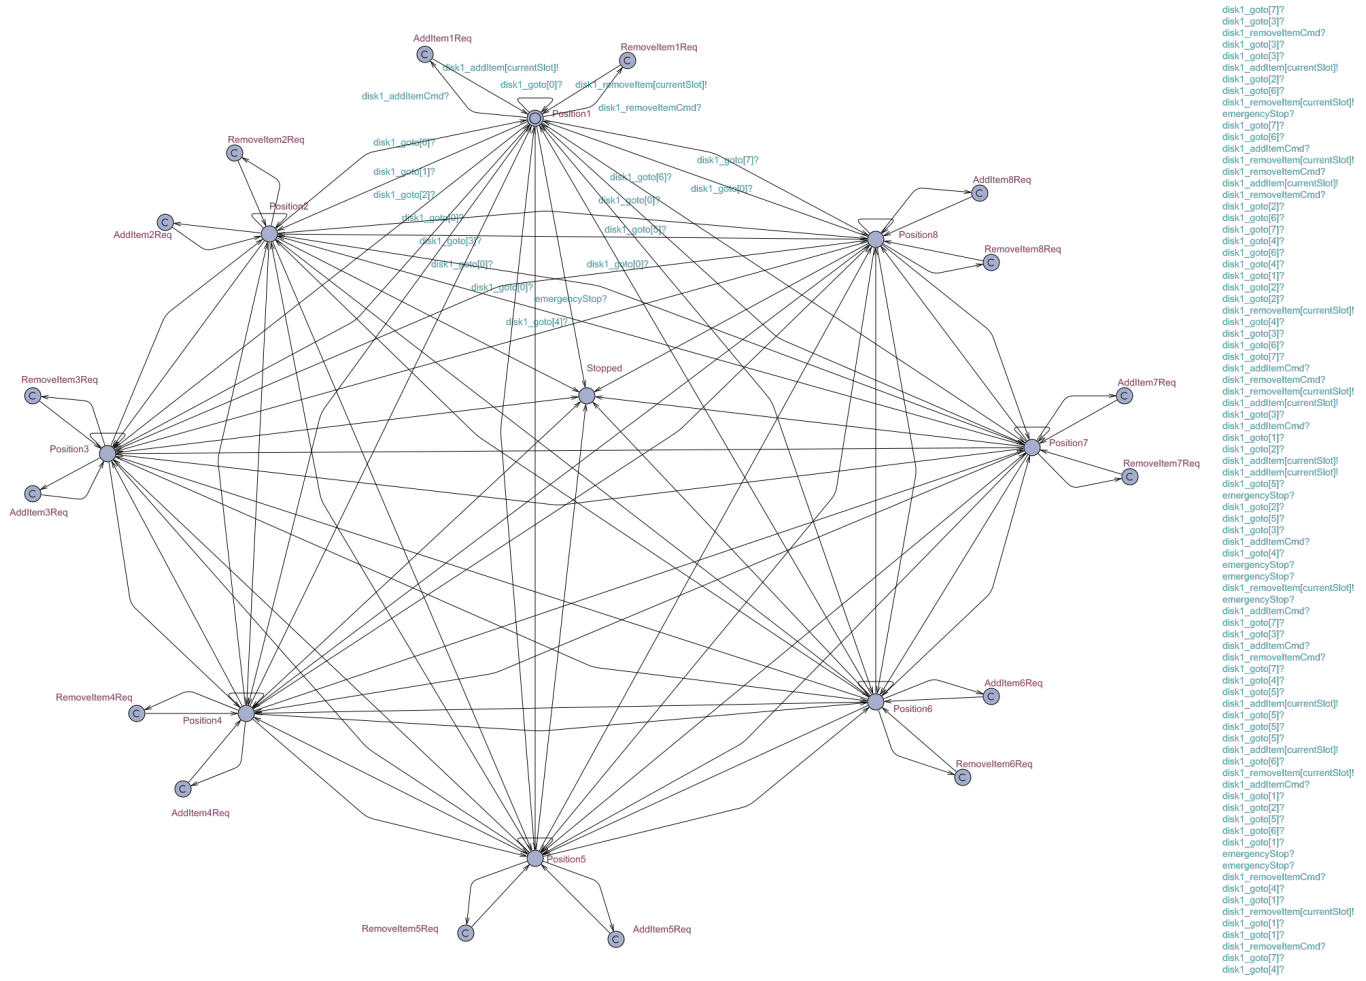 AddItem1Req
RemoveItem1Req
disk1_addItem[currentSlot]!
disk1_goto[0]?
disk1_removeItem[currentSlot]!
disk1_addItemCmd?
disk1_removeItemCmd?
Position1
RemoveItem2Req
disk1_goto[0]?
disk1_goto[7]?
disk1_goto[1]?
disk1_goto[6]?
disk1_goto[0]?
AddItem8Req
disk1_goto[2]?
disk1_goto[0]?
Position2
disk1_goto[0]?
AddItem2Req
disk1_goto[5]?
Position8
disk1_goto[3]?
RemoveItem8Req
disk1_goto[0]?
disk1_goto[0]?
disk1_goto[0]?
emergencyStop?
disk1_goto[4]?
Stopped
RemoveItem3Req
AddItem7Req
Position3
Position7
RemoveItem7Req
AddItem3Req
AddItem6Req
RemoveItem4Req
Position4
Position6
RemoveItem6Req
AddItem4Req
Position5
RemoveItem5Req
AddItem5Req
disk1_goto[7]?
disk1_goto[3]?
disk1_removeItemCmd?
disk1_goto[3]?
disk1_goto[3]?
disk1_addItem[currentSlot]!
disk1_goto[2]?
disk1_goto[6]?
disk1_removeItem[currentSlot]!
emergencyStop?
disk1_goto[7]?
disk1_goto[6]?
disk1_addItemCmd?
disk1_removeItem[currentSlot]!
disk1_removeItemCmd?
disk1_addItem[currentSlot]!
disk1_removeItemCmd?
disk1_goto[2]?
disk1_goto[6]?
disk1_goto[7]?
disk1_goto[4]?
disk1_goto[6]?
disk1_goto[4]?
disk1_goto[1]?
disk1_goto[2]?
disk1_goto[2]?
disk1_removeItem[currentSlot]!
disk1_goto[4]?
disk1_goto[3]?
disk1_goto[6]?
disk1_goto[7]?
disk1_addItemCmd?
disk1_removeItemCmd?
disk1_removeItem[currentSlot]!
disk1_addItem[currentSlot]!
disk1_goto[3]?
disk1_addItemCmd?
disk1_goto[1]?
disk1_goto[2]?
disk1_addItem[currentSlot]!
disk1_addItem[currentSlot]!
disk1_goto[5]?
emergencyStop?
disk1_goto[2]?
disk1_goto[5]?
disk1_goto[3]?
disk1_addItemCmd?
disk1_goto[4]?
emergencyStop?
emergencyStop?
disk1_removeItem[currentSlot]!
emergencyStop?
disk1_addItemCmd?
disk1_goto[7]?
disk1_goto[3]?
disk1_addItemCmd?
disk1_removeItemCmd?
disk1_goto[7]?
disk1_goto[4]?
disk1_goto[5]?
disk1_addItem[currentSlot]!
disk1_goto[5]?
disk1_goto[5]?
disk1_goto[5]?
disk1_addItem[currentSlot]!
disk1_goto[6]?
disk1_removeItem[currentSlot]!
disk1_addItemCmd?
disk1_goto[1]?
disk1_goto[2]?
disk1_goto[5]?
disk1_goto[6]?
disk1_goto[1]?
emergencyStop?
emergencyStop?
disk1_removeItemCmd?
disk1_goto[4]?
disk1_goto[1]?
disk1_removeItem[currentSlot]!
disk1_goto[1]?
disk1_goto[1]?
disk1_removeItemCmd?
disk1_goto[7]?
disk1_goto[4]?